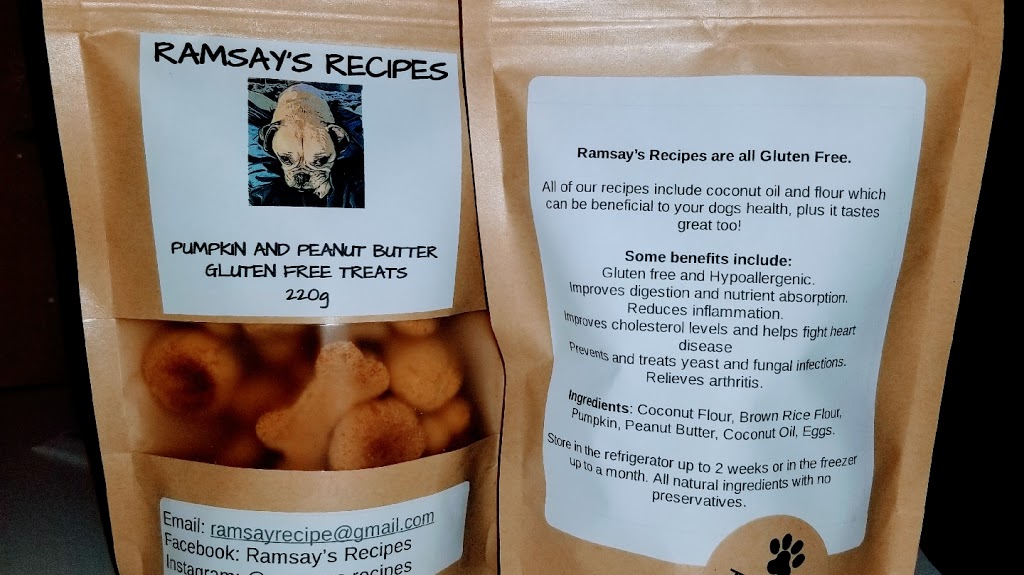 RAMSAY'S RECIPES
PUMPKIN AND PEANUT BUTTER
GLUTEN FREE TREATS
220g
Email: ramsayrecipe@gmail.com
Facebook: Ramsay's Recipes
Instagram: recipes
Ramsay's Recipes are all Gluten Free.
All of our recipes include coconut oil and flour which
can be beneficial to your dogs health, plus it tastes
great too!
Some benefits include:
Gluten free and Hypoallergenic.
Improves digestion and nutrient absorption.
Reduces inflammation.
Improves cholesterol levels and helps fight heart
disease
Prevents and treats yeast and fungal infections.
Relieves arthritis.
Ingredients: Coconut Flour, Brown Rice Flour,
Pumpkin, Peanut Butter, Coconut Oil, Eggs.
Store in the refrigerator up to 2 weeks or in the freezer
up to a month. All natural ingredients with no
preservatives.